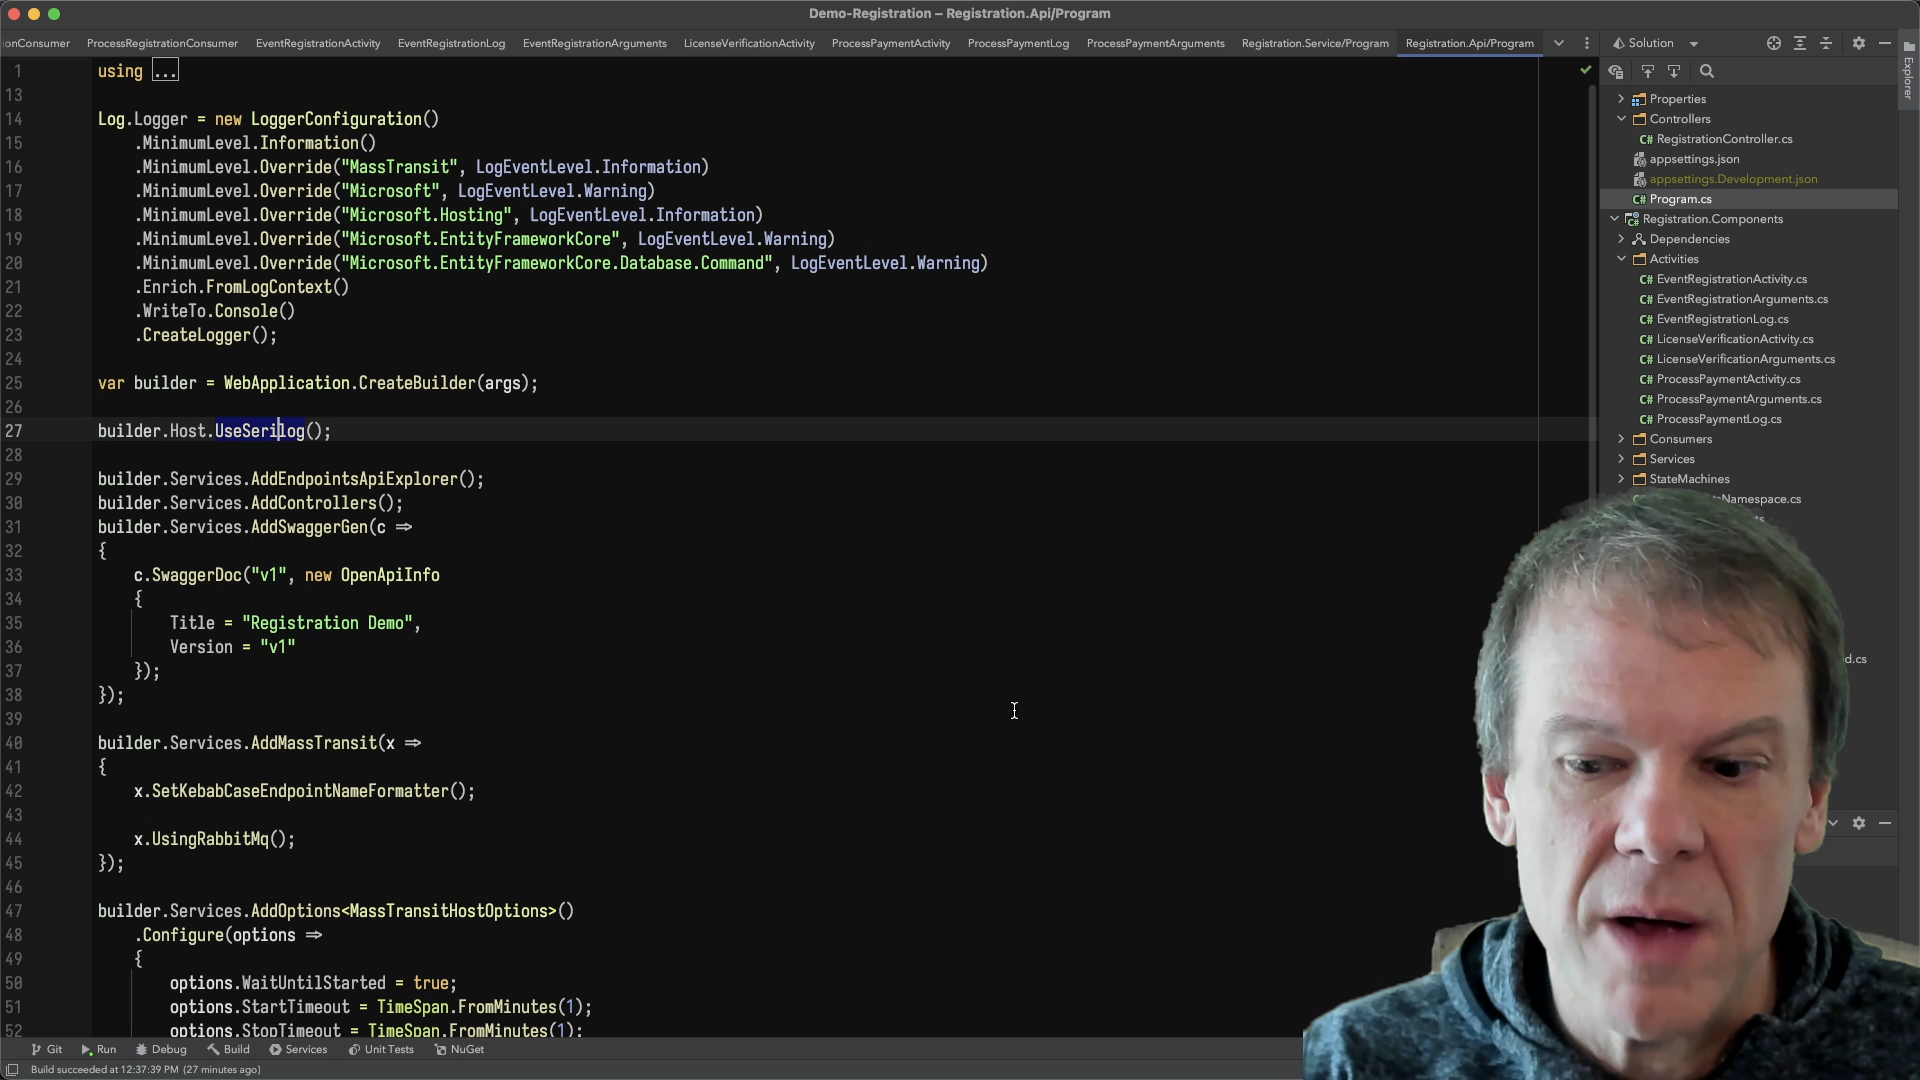 Demo-Registration – Registration.Api/Program
ionConsumer ProcessRegistrationConsumer EventRegistrationActivity EventRegistrationLog EventRegistrationArguments LicenseVerificationActivity ProcessPaymentActivity ProcessPaymentLog ProcessPaymentArguments Registration.Service/Program Registration.Api/Program
Solution
Explorer
1 using ...
13
14 Log.Logger = new LoggerConfiguration()
15 .MinimumLevel.Information()
16 .MinimumLevel.Override("MassTransit", LogEventLevel.Information)
17 .MinimumLevel.Override("Microsoft", LogEventLevel.Warning)
18 .MinimumLevel.Override("Microsoft.Hosting", LogEventLevel.Information)
19 .MinimumLevel.Override("Microsoft.EntityFrameworkCore", LogEventLevel.Warning)
20 .MinimumLevel.Override("Microsoft.EntityFrameworkCore.Database.Command", LogEventLevel.Warning)
21 .Enrich.FromLogContext()
22 .WriteTo.Console()
23 .CreateLogger();
24
25 var builder = WebApplication.CreateBuilder(args);
26
27 builder.Host.UseSerilog();
28
29 builder.Services.AddEndpointsApiExplorer();
30 builder.Services.AddControllers();
31 builder.Services.AddSwaggerGen(c ⇒
32 {
33 c.SwaggerDoc("v1", new OpenApiInfo
34 {
35 Title = "Registration Demo",
36 Version = "v1"
37 });
38 });
39
40 builder.Services.AddMassTransit(x ⇒
41 {
42 x.SetKebabCaseEndpointNameFormatter();
43
44 x.UsingRabbitMq();
45 });
46
47 builder.Services.AddOptions<MassTransitHostOptions>()
48 .Configure(options ⇒
49 {
50 options.WaitUntilStarted = true;
51 options.StartTimeout = TimeSpan.FromMinutes(1);
52 options.StopTimeout = TimeSpan.FromMinutes(1);
Properties
Controllers
C# RegistrationController.cs
appsettings.json
appsettings.Development.json
C# Program.cs
Registration.Components
Dependencies
Activities
C# EventRegistrationActivity.cs
C# EventRegistrationArguments.cs
C# EventRegistrationLog.cs
C# LicenseVerificationActivity.cs
C# LicenseVerificationArguments.cs
C# ProcessPaymentActivity.cs
C# ProcessPaymentArguments.cs
C# ProcessPaymentLog.cs
Consumers
Services
StateMachines
Namespace.cs
d.cs
Git Run Debug Build Services Unit Tests NuGet
Build succeeded at 12:37:39 PM (27 minutes ago)